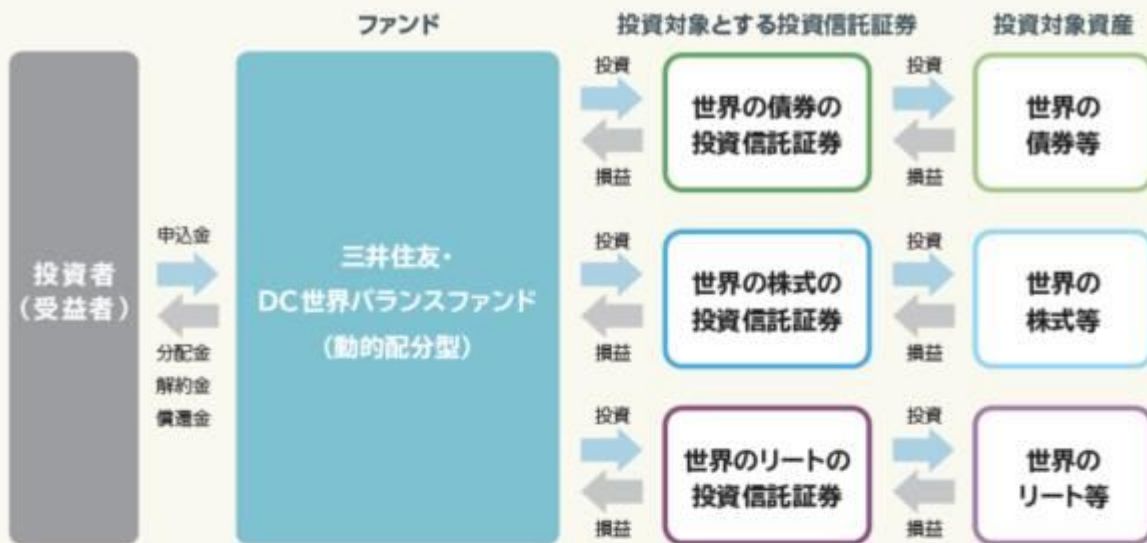 ファンド
投資対象とする投資信託証券
投資対象資産
投資者
（受益者）
申込金
分配金
解約金
償還金
三井住友・
DC世界バランスファンド
（動的配分型）
投資
損益
世界の債券の
投資信託証券
投資
損益
世界の
債券等
投資
損益
世界の株式の
投資信託証券
投資
損益
世界の
株式等
投資
損益
世界のリートの
投資信託証券
投資
損益
世界の
リート等